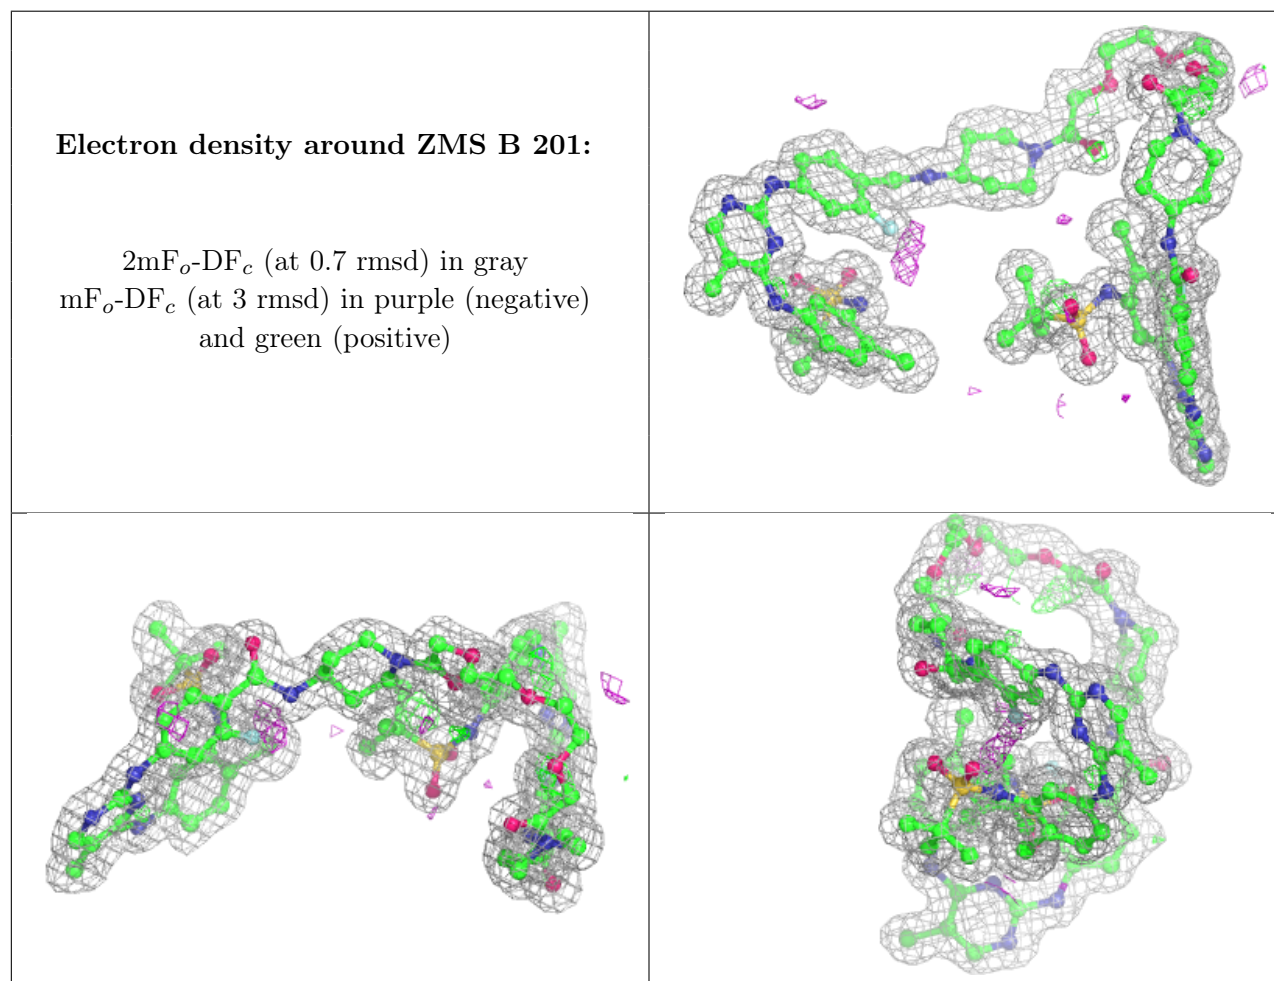 Electron density around ZMS B 201:
2mFo-DFc (at 0.7 rmsd) in gray
mFo-DFc (at 3 rmsd) in purple (negative)
and green (positive)